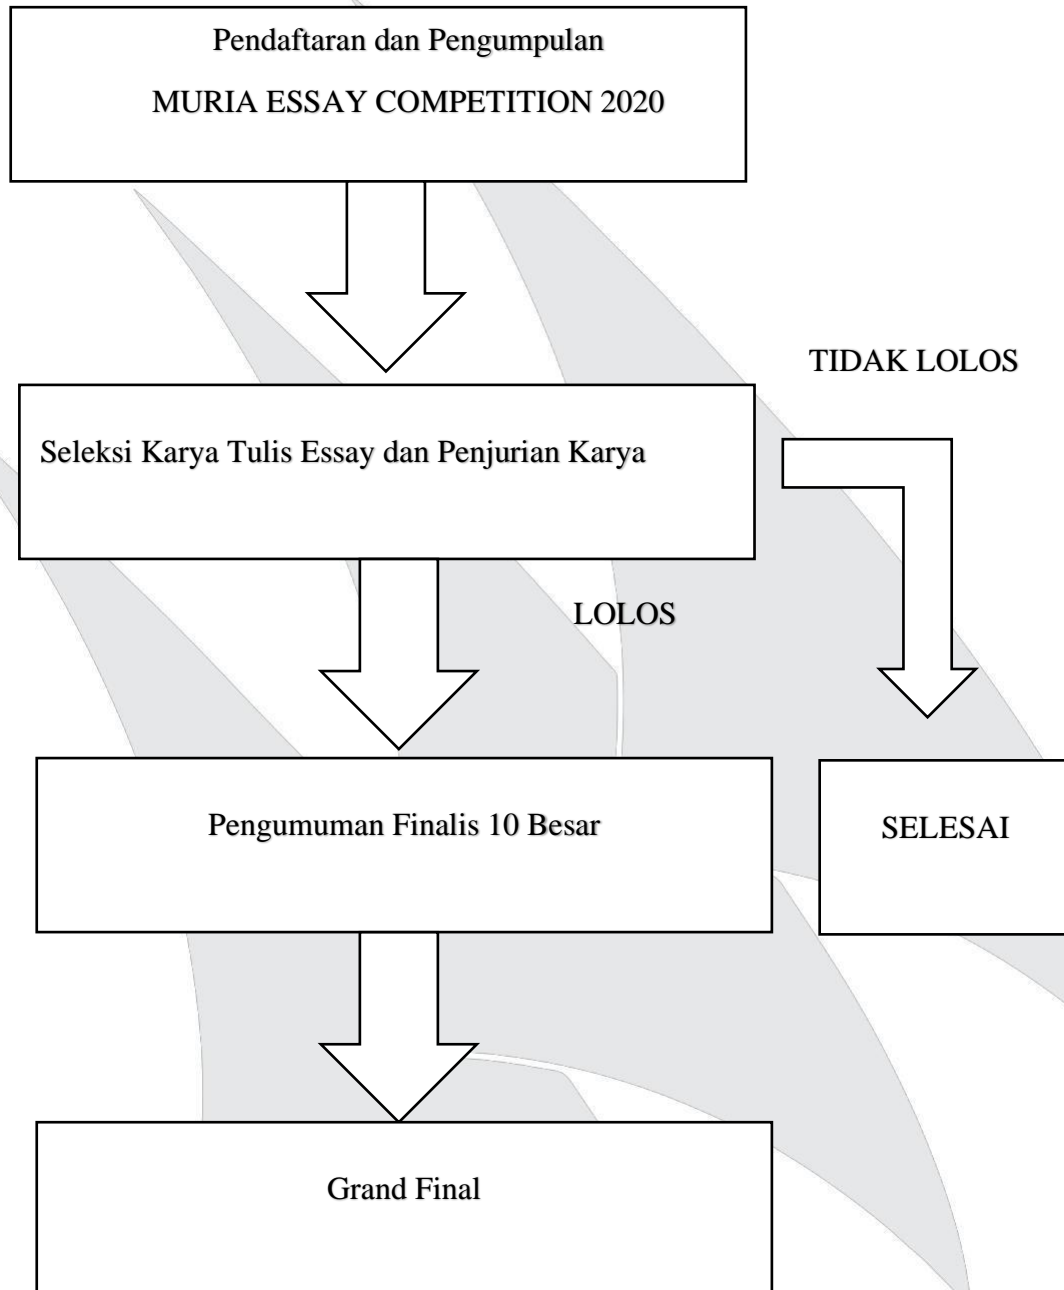 Pendaftaran dan Pengumpulan
MURIA ESSAY COMPETITION 2020
TIDAK LOLOS
Seleksi Karya Tulis Essay dan Penjurian Karya
LOLOS
Pengumuman Finalis 10 Besar
SELESAI
Grand Final